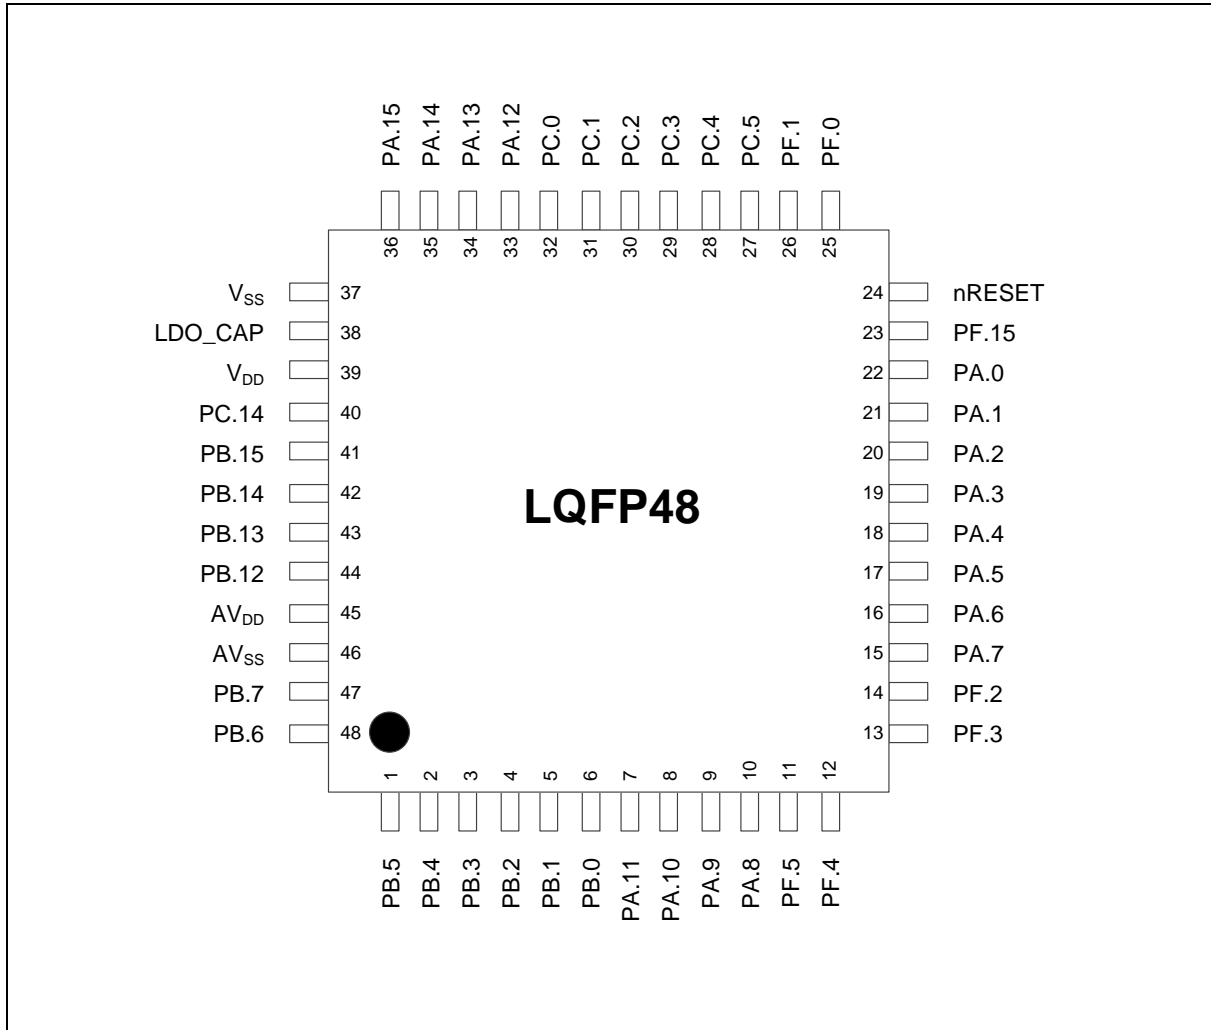 PA.15 PA.14 PA.13 PA.12 PC.0 PC.1 PC.2 PC.3 PC.4 PC.5 PF.1 PF.0
36 35 34 33 32 31 30 29 28 27 26 25
VSS 37 24 nRESET
LDO_CAP 38 23 PF.15
VDD 39 22 PA.0
PC.14 40 21 PA.1
PB.15 41 20 PA.2
PB.14 42 19 PA.3
LQFP48
PB.13 43 18 PA.4
PB.12 44 17 PA.5
AVDD 45 16 PA.6
AVSS 46 15 PA.7
PB.7 47 14 PF.2
PB.6 48 13 PF.3
1 2 3 4 5 6 7 8 9 10 11 12
PB.5 PB.4 PB.3 PB.2 PB.1 PB.0 PA.11 PA.10 PA.9 PA.8 PF.5 PF.4